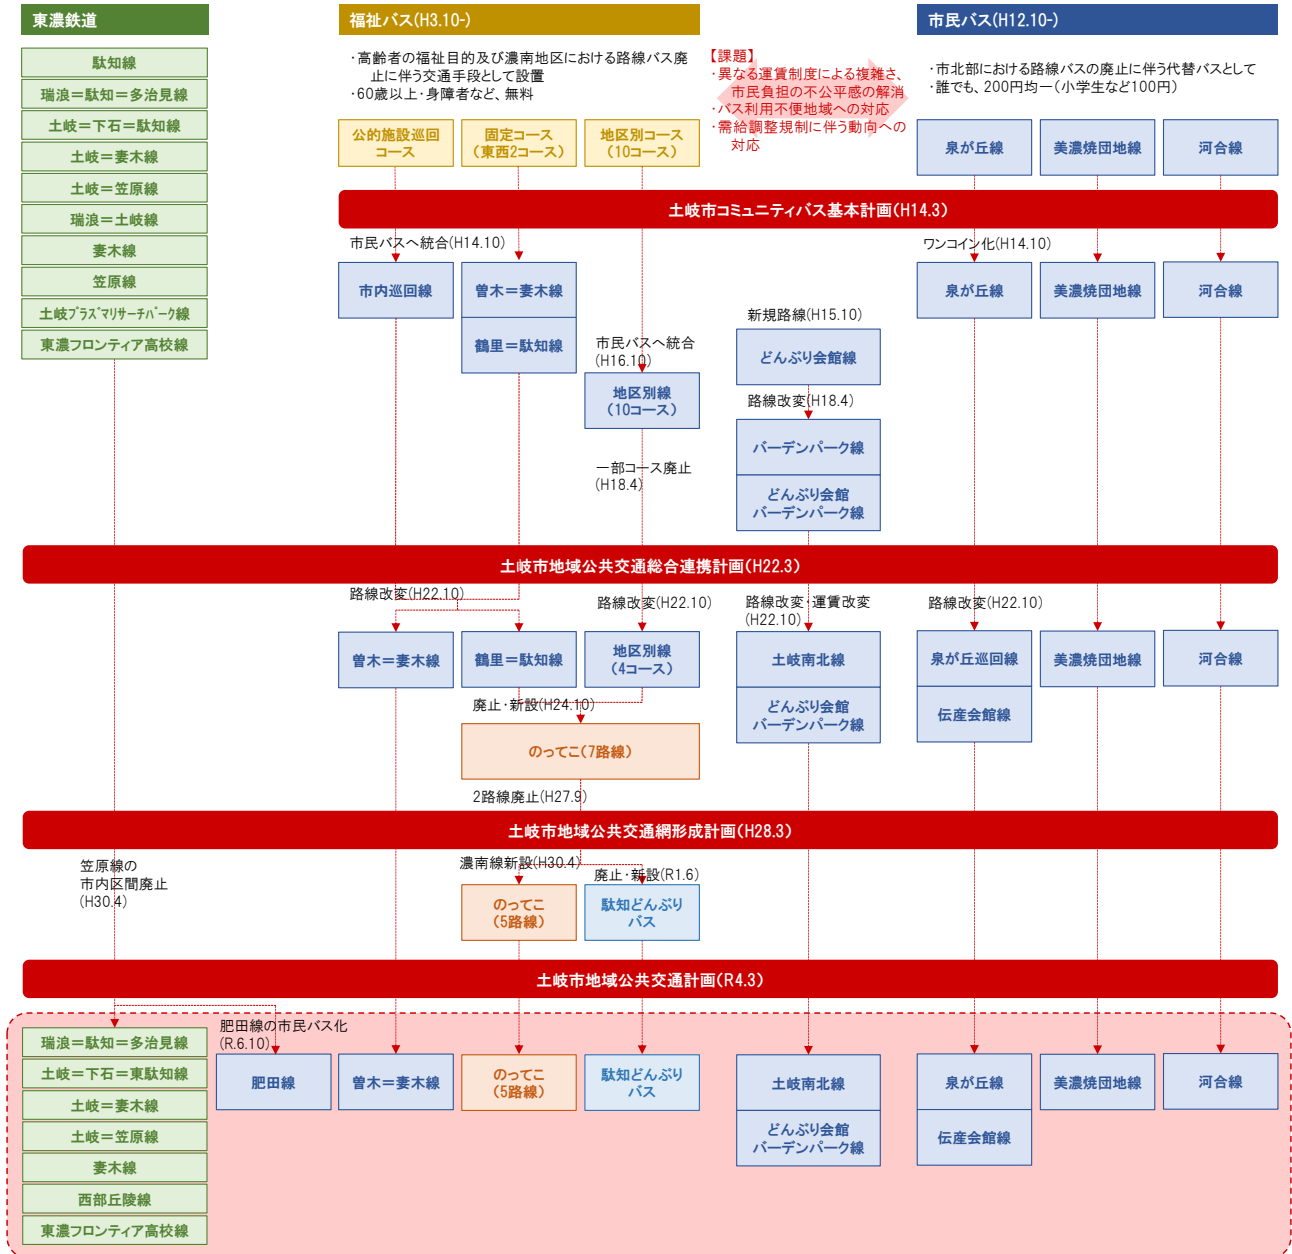 東濃鉄道
福祉バス(H3.10-)
市民バス(H12.10-)
駄知線
瑞浪＝駄知＝多治見線
土岐＝下石＝駄知線
土岐＝妻木線
土岐＝笠原線
瑞浪＝土岐線
妻木線
笠原線
土岐ﾌﾟﾗｽﾞﾏﾘｻｰﾁﾊﾟｰｸ線
東濃フロンティア高校線
・高齢者の福祉目的及び濃南地区における路線バス廃
止に伴う交通手段として設置
・60歳以上・身障者など、無料
【課題】
・異なる運賃制度による複雑さ、
市民負担の不公平感の解消
・バス利用不便地域への対応
・需給調整規制に伴う動向への
対応
・市北部における路線バスの廃止に伴う代替バスとして
・誰でも、200円均一（小学生など100円）
公的施設巡回
コース
固定コース
（東西2コース）
地区別コース
（10コース）
泉が丘線
美濃焼団地線
河合線
土岐市コミュニティバス基本計画(H14.3)
市民バスへ統合(H14.10)
ワンコイン化(H14.10)
市内巡回線
曽木＝妻木線
鶴里＝駄知線
市民バスへ統合
(H16.10)
地区別線
（10コース）
新規路線(H15.10)
どんぶり会館線
路線改変(H18.4)
バーデンパーク線
どんぶり会館
バーデンパーク線
泉が丘線
美濃焼団地線
河合線
一部コース廃止
(H18.4)
土岐市地域公共交通総合連携計画(H22.3)
路線改変(H22.10)
路線改変(H22.10)
路線改変・運賃改変
(H22.10)
路線改変(H22.10)
曽木＝妻木線
鶴里＝駄知線
地区別線
（4コース）
土岐南北線
どんぶり会館
バーデンパーク線
泉が丘巡回線
伝産会館線
美濃焼団地線
河合線
廃止・新設(H24.10)
のってこ（7路線）
2路線廃止(H27.9)
土岐市地域公共交通網形成計画(H28.3)
笠原線の
市内区間廃止
(H30.4)
濃南線新設(H30.4)
廃止・新設(R1.6)
のってこ
（5路線）
駄知どんぶり
バス
土岐市地域公共交通計画(R4.3)
肥田線の市民バス化
(R.6.10)
瑞浪＝駄知＝多治見線
土岐＝下石＝東駄知線
土岐＝妻木線
土岐＝笠原線
妻木線
西部丘陵線
東濃フロンティア高校線
肥田線
曽木＝妻木線
のってこ
（5路線）
駄知どんぶり
バス
土岐南北線
どんぶり会館
バーデンパーク線
泉が丘線
伝産会館線
美濃焼団地線
河合線